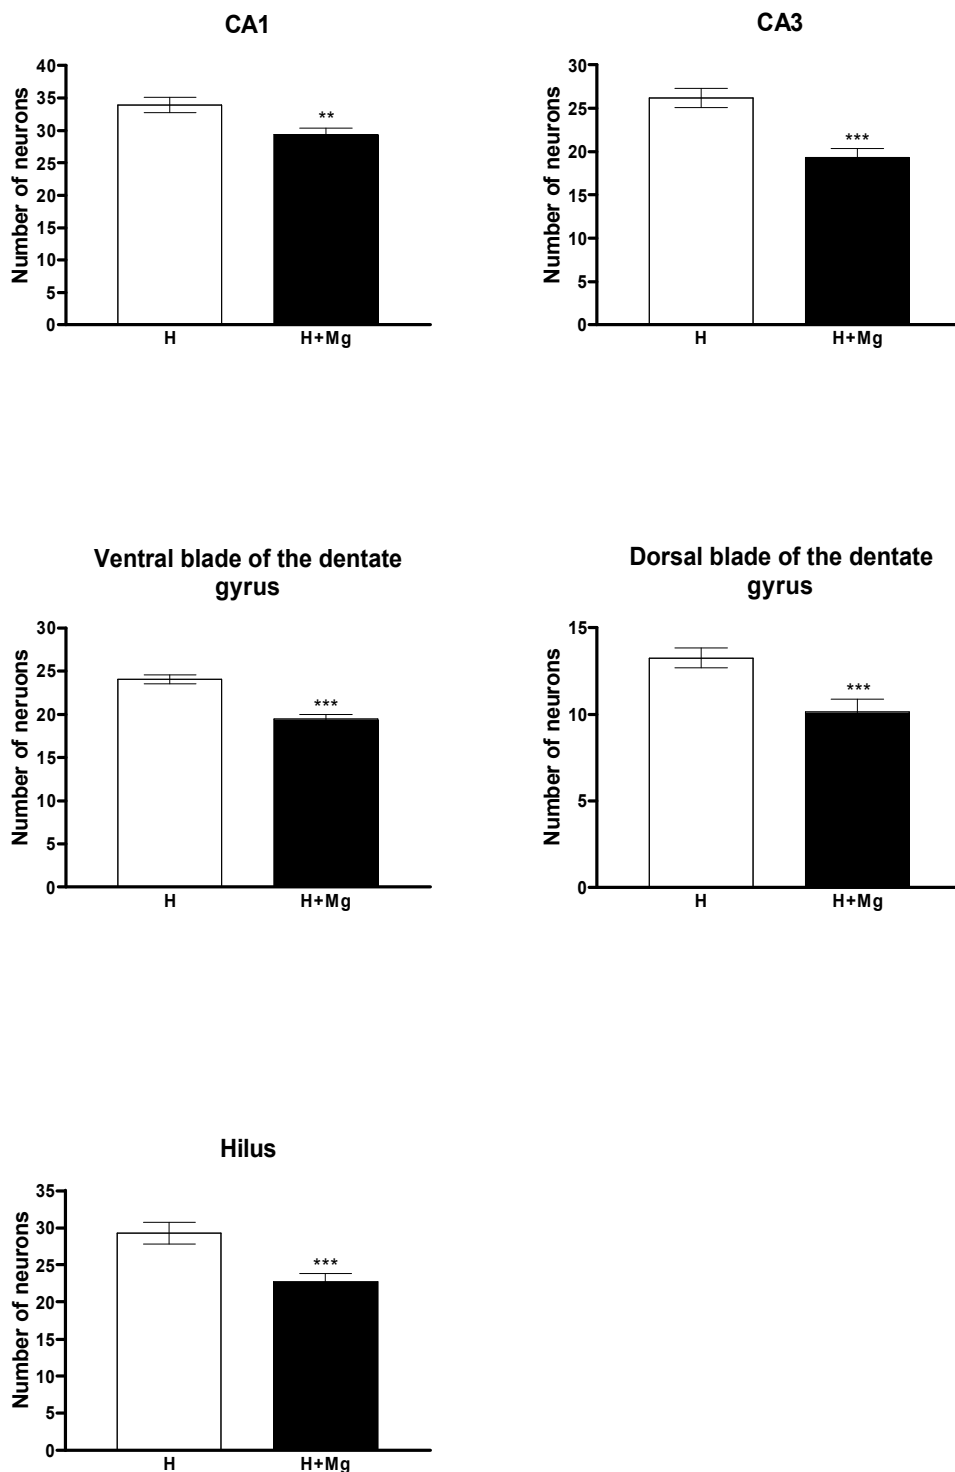 CA1
Number of neurons
40
35
30
25
20
15
10
5
0
**
H
H+Mg
CA3
Number of neurons
30
25
20
15
10
5
0
***
H
H+Mg
Ventral blade of the dentate
gyrus
Number of neruons
30
25
20
15
10
5
0
***
H
H+Mg
Dorsal blade of the dentate
gyrus
Number of neurons
15
10
5
0
***
H
H+Mg
Hilus
Number of neurons
35
30
25
20
15
10
5
0
***
H
H+Mg